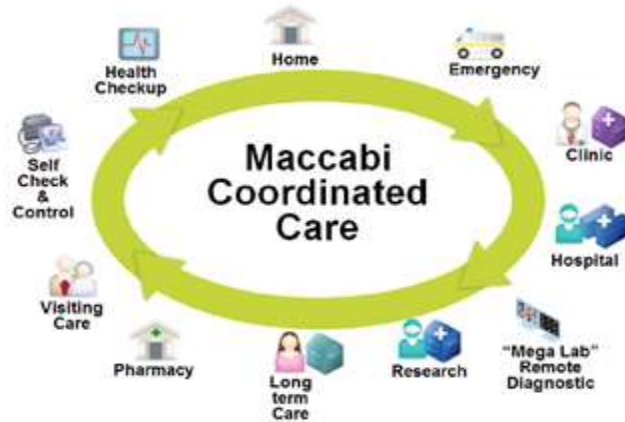 Home
Emergency
Clinic
Hospital
“Mega Lab”
Remote
Diagnostic
Research
Long
term
Care
Pharmacy
Visiting
Care
Self
Check
&
Control
Health
Checkup
Maccabi
Coordinated
Care